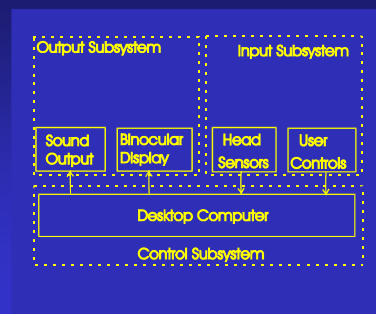 Output Subsystem
Input Subsystem
Sound
Output
Binocular
Display
Head
Sensors
User
Controls
Desktop Computer
Control Subsystem